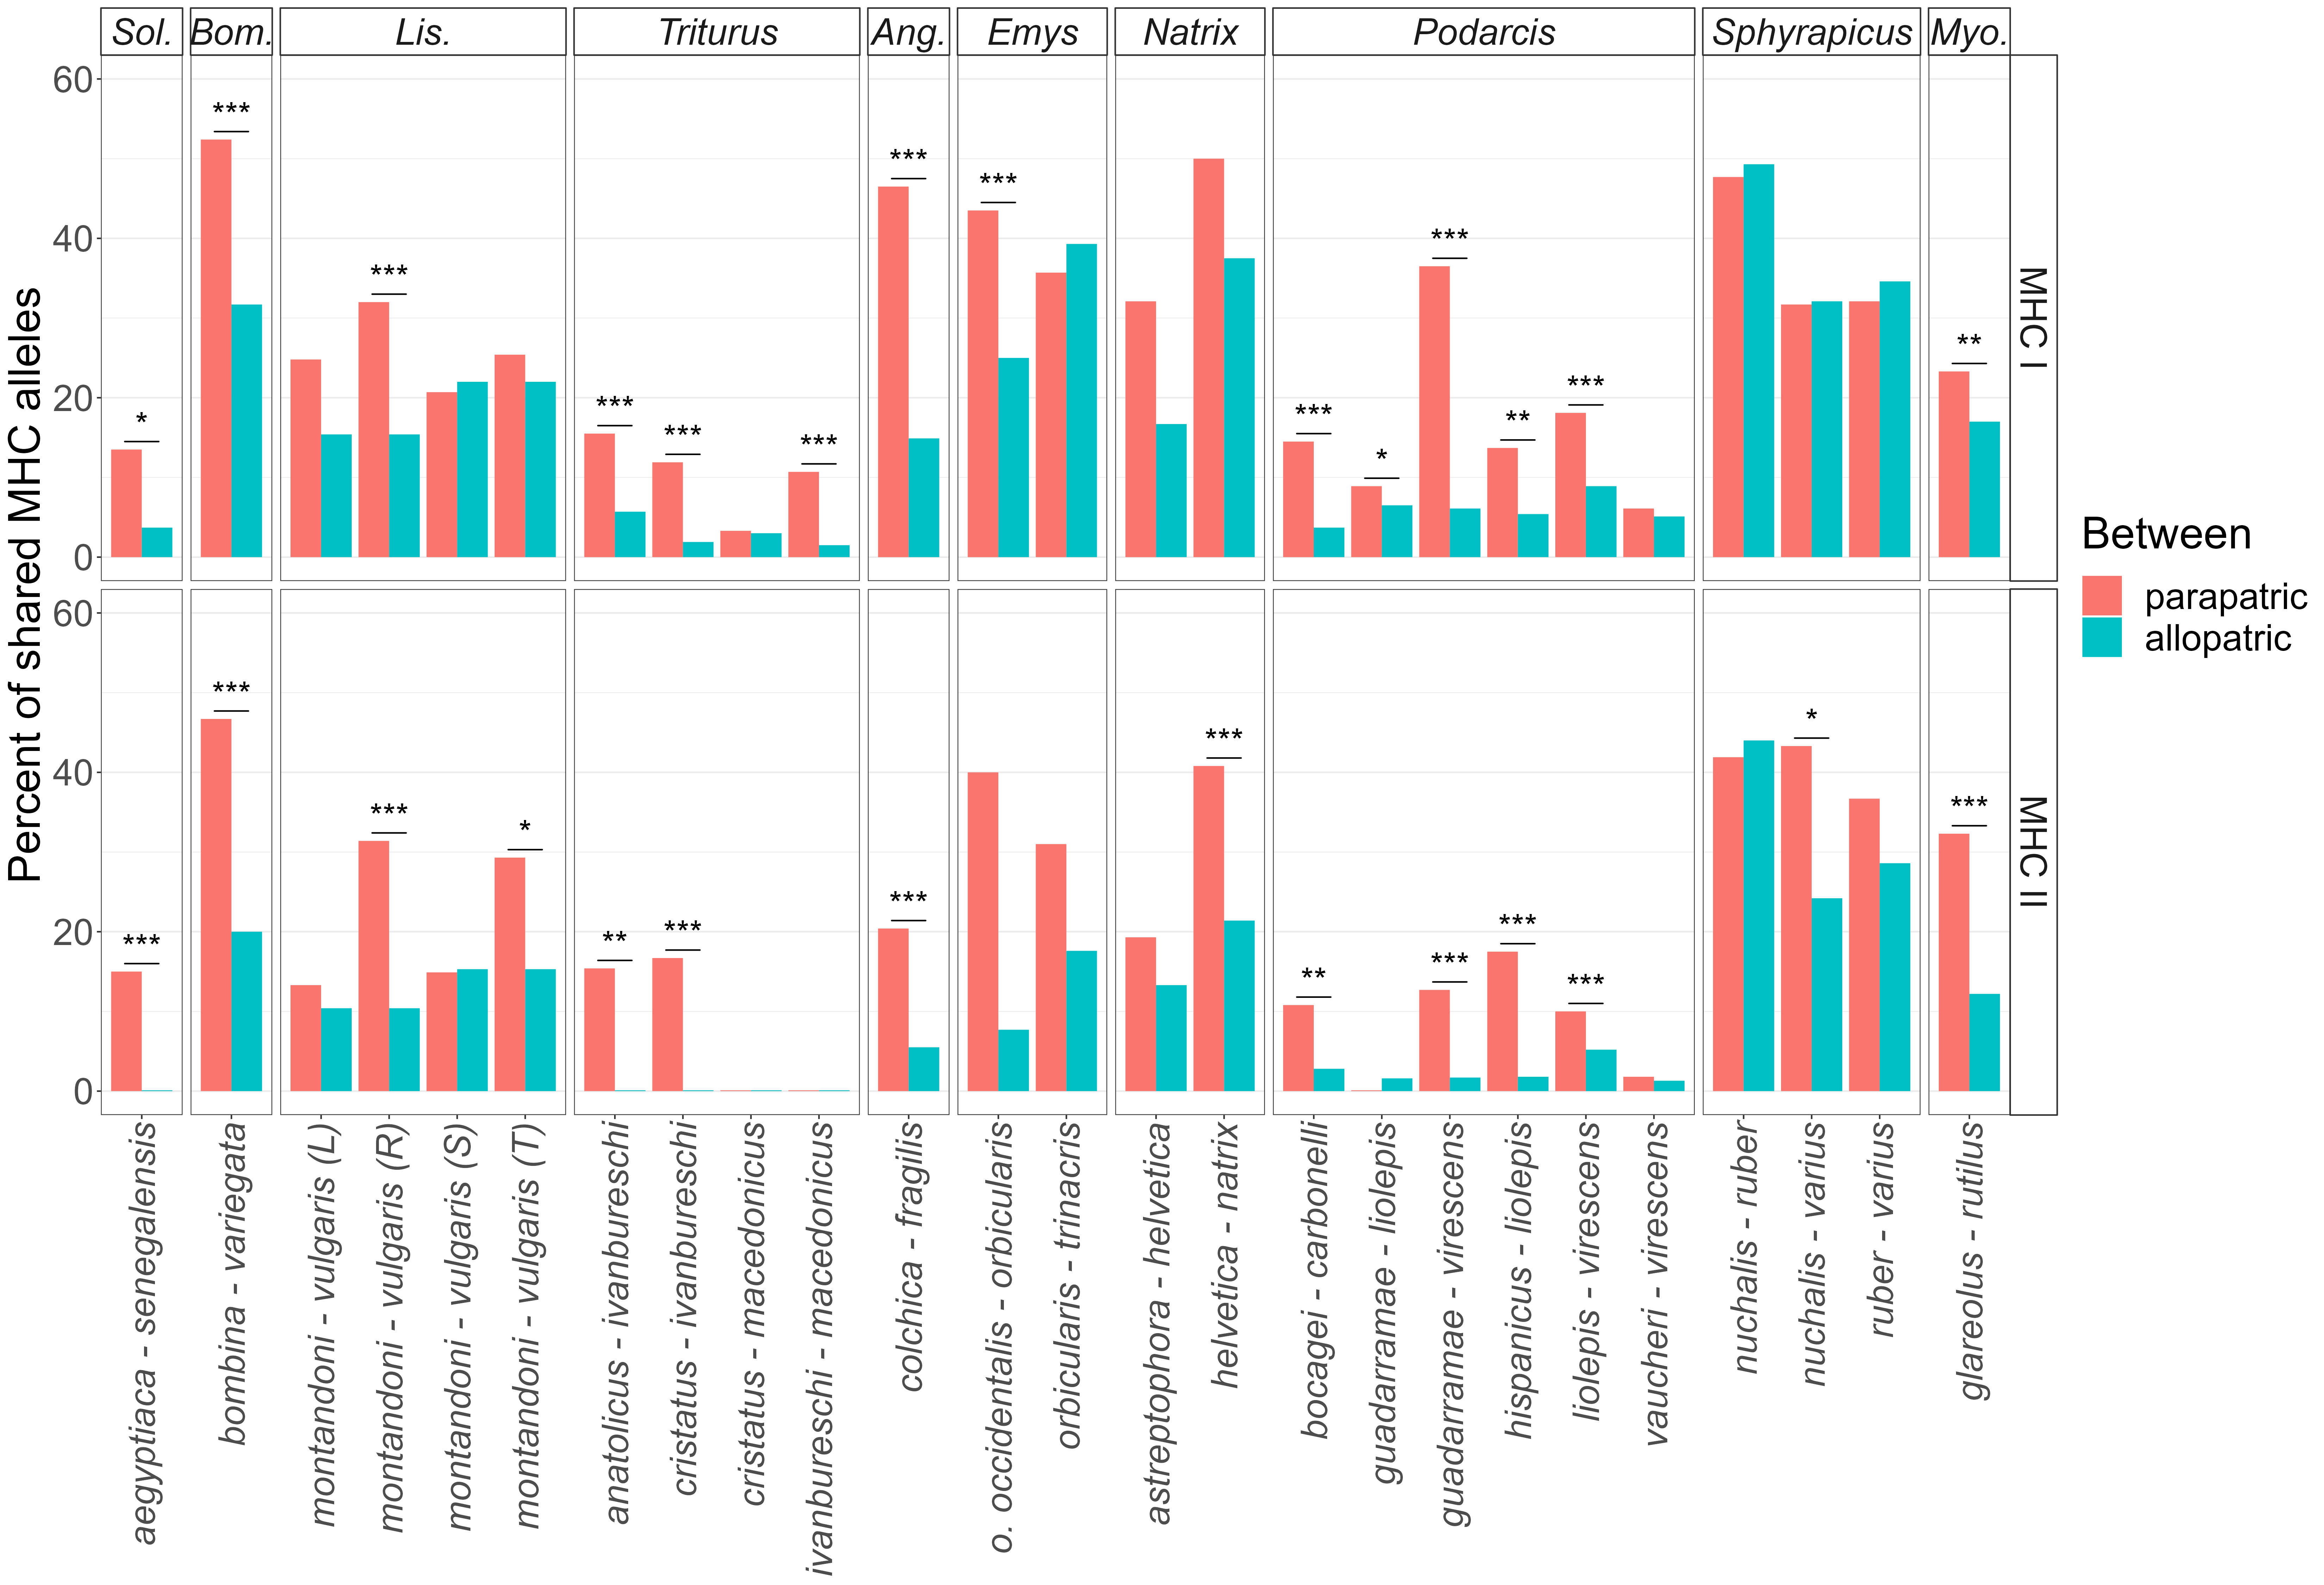 Sol. Bom. Lis. Triturus Ang. Emys Natrix Podarcis Sphyrapicus Myo.
Percent of shared MHC alleles
60
40
20
0
*
***
***
***
***
***
***
***
***
*
***
**
***
**
MHC I
60
40
20
0
***
***
***
*
**
***
***
***
**
***
***
***
*
***
MHC II
aegyptiaca - senegalensis
bombina - variegata
montandoni - vulgaris (L)
montandoni - vulgaris (R)
montandoni - vulgaris (S)
montandoni - vulgaris (T)
anatolicus - ivanbureschi
cristatus - ivanbureschi
cristatus - macedonicus
ivanbureschi - macedonicus
colchica - fragilis
o. occidentalis - orbicularis
orbicularis - trinacris
astreptophora - helvetica
helvetica - natrix
bocagei - carbonelli
guadarramae - liolepis
guadarramae - virescens
hispanicus - liolepis
liolepis - virescens
vaucheri - virescens
nuchalis - ruber
nuchalis - varius
ruber - varius
glareolus - rutilus
Between
parapatric
allopatric